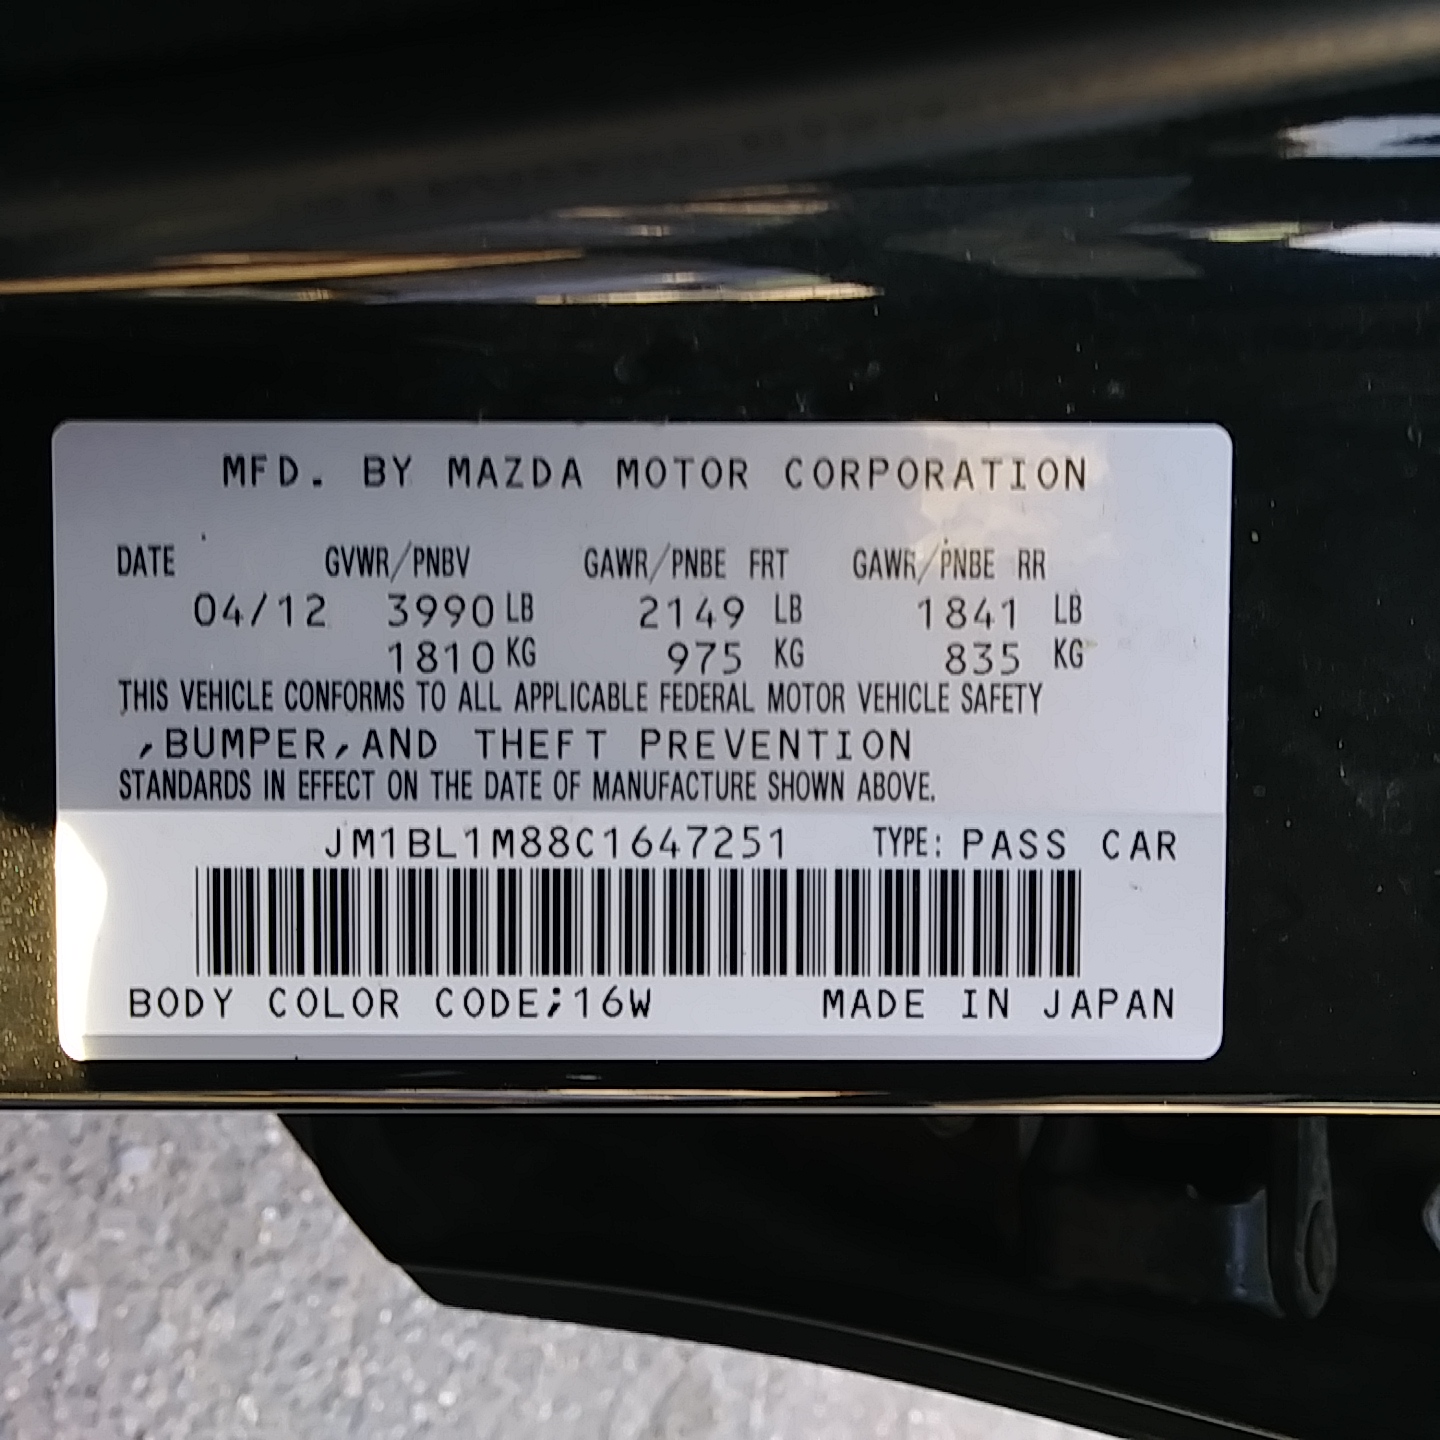 MFD. BY MAZDA MOTOR CORPORATION
DATE GVWR/PNBV GAWR/PNBE FRT GAWR/PNBE RR
04/12 3990 LB 2149 LB 1841 LB
1810 KG 975 KG 835 KG
THIS VEHICLE CONFORMS TO ALL APPLICABLE FEDERAL MOTOR VEHICLE SAFETY
,BUMPER,AND THEFT PREVENTION
STANDARDS IN EFFECT ON THE DATE OF MANUFACTURE SHOWN ABOVE.
JM1BL1M88C1647251 TYPE: PASS CAR
BODY COLOR CODE;16W MADE IN JAPAN